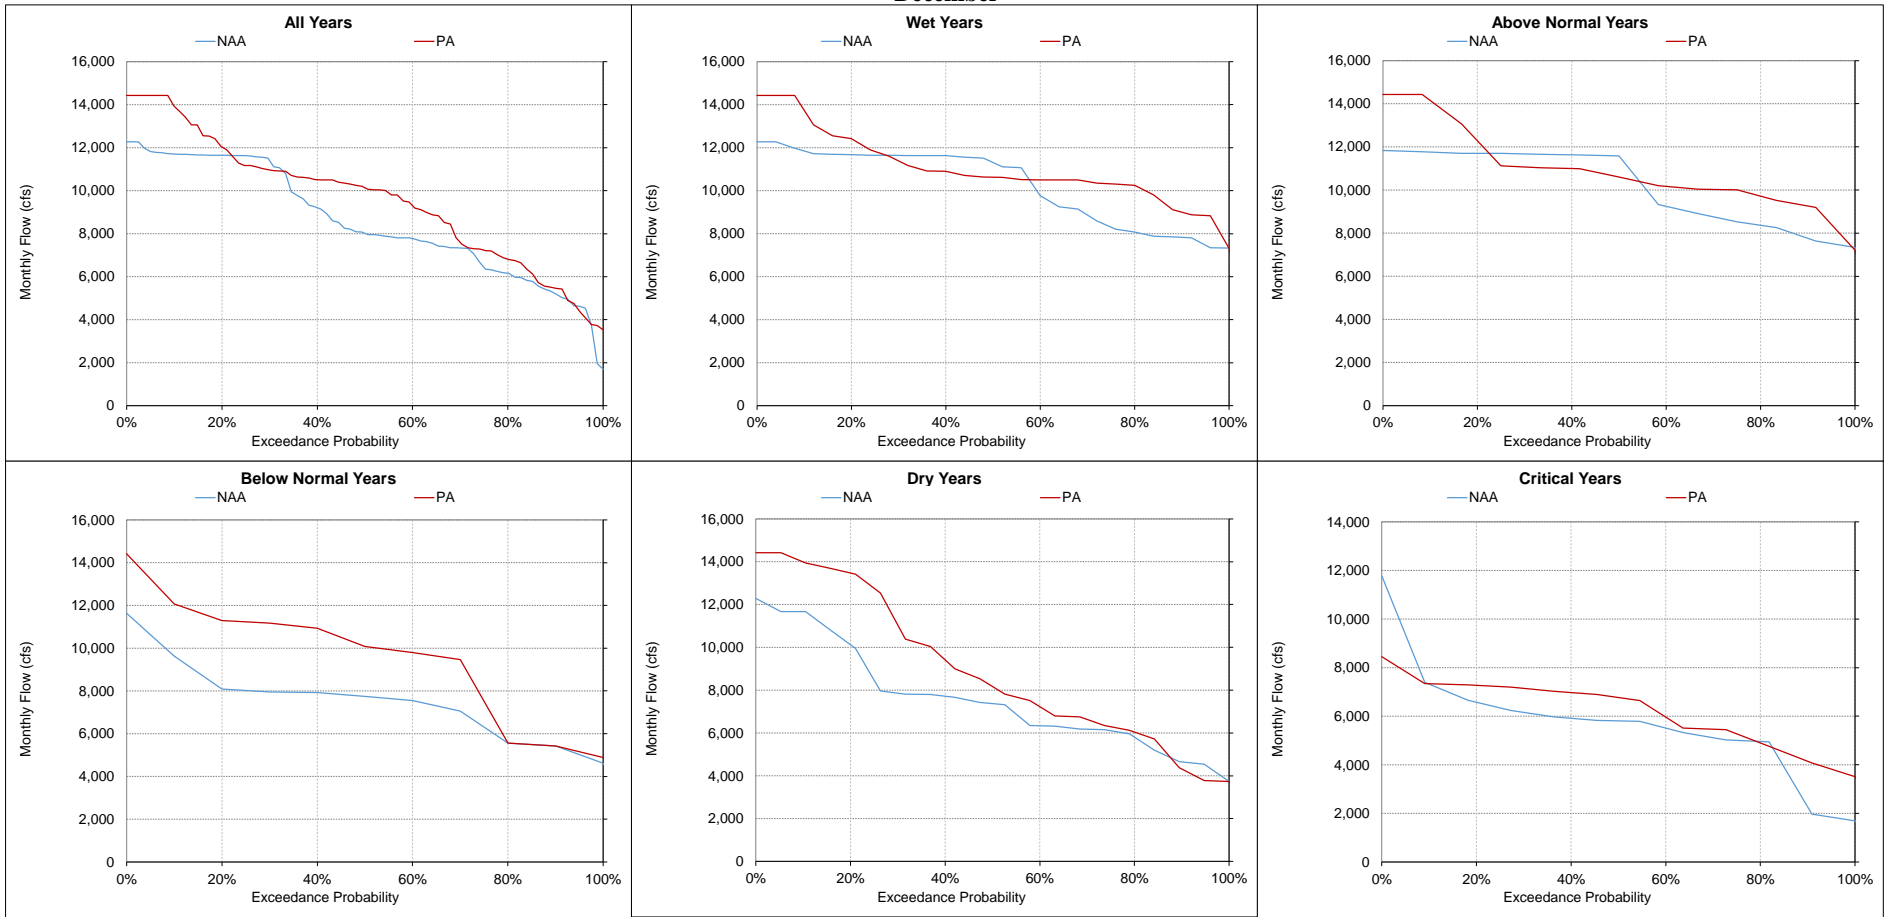 December
All Years
NAA PA
16,000
14,000
12,000
10,000
8,000
6,000
4,000
2,000
0
Monthly Flow (cfs)
0% 20% 40% 60% 80% 100%
Exceedance Probability
Wet Years
NAA PA
16,000
14,000
12,000
10,000
8,000
6,000
4,000
2,000
0
Monthly Flow (cfs)
0% 20% 40% 60% 80% 100%
Exceedance Probability
Above Normal Years
NAA PA
16,000
14,000
12,000
10,000
8,000
6,000
4,000
2,000
0
Monthly Flow (cfs)
0% 20% 40% 60% 80% 100%
Exceedance Probability
Below Normal Years
NAA PA
16,000
14,000
12,000
10,000
8,000
6,000
4,000
2,000
0
Monthly Flow (cfs)
0% 20% 40% 60% 80% 100%
Exceedance Probability
Dry Years
NAA PA
16,000
14,000
12,000
10,000
8,000
6,000
4,000
2,000
0
Monthly Flow (cfs)
0% 20% 40% 60% 80% 100%
Exceedance Probability
Critical Years
NAA PA
14,000
12,000
10,000
8,000
6,000
4,000
2,000
0
Monthly Flow (cfs)
0% 20% 40% 60% 80% 100%
Exceedance Probability